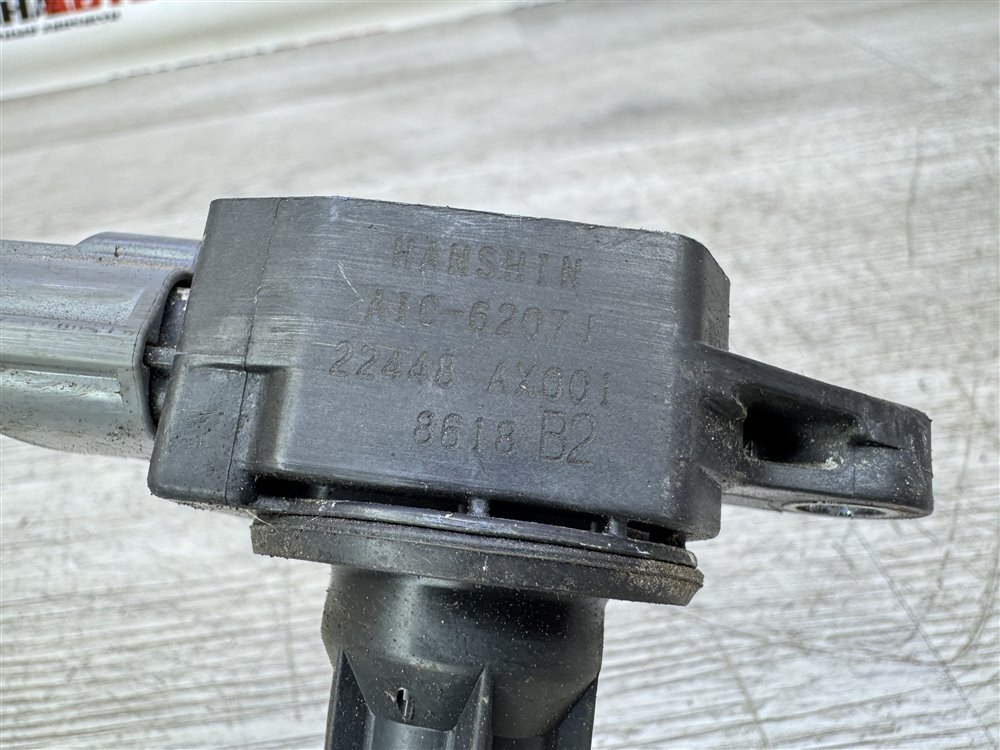 HANSHIN
AIC-6207J
22448 AX001
8618 B2